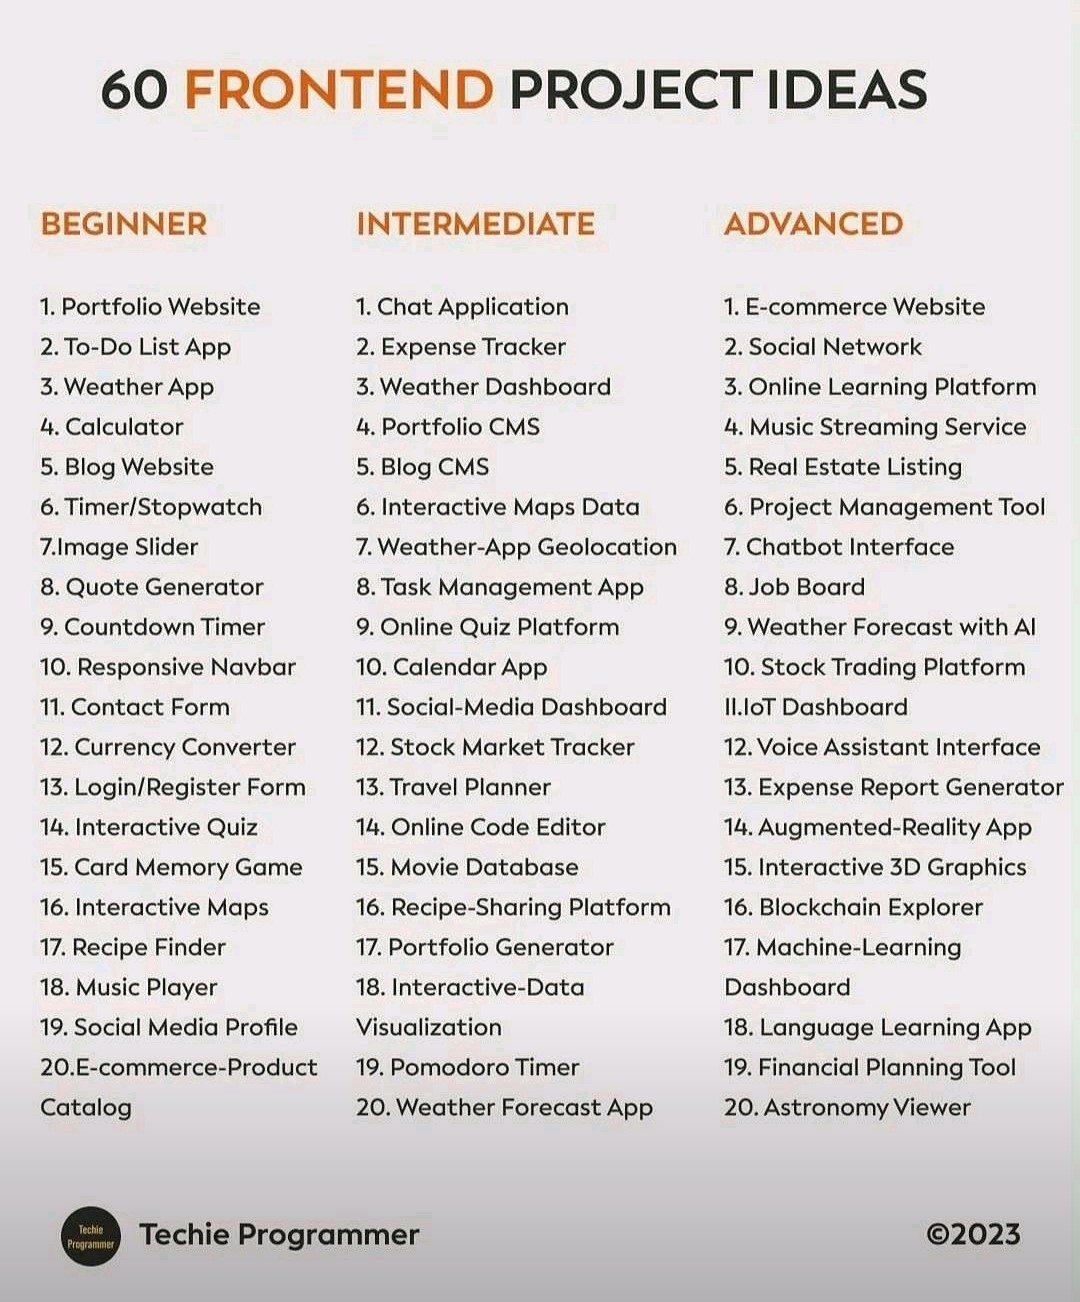 60 FRONTEND PROJECT IDEAS
BEGINNER
1. Portfolio Website
2. To-Do List App
3. Weather App
4. Calculator
5. Blog Website
6. Timer/Stopwatch
7.Image Slider
8. Quote Generator
9. Countdown Timer
10. Responsive Navbar
11. Contact Form
12. Currency Converter
13. Login/Register Form
14. Interactive Quiz
15. Card Memory Game
16. Interactive Maps
17. Recipe Finder
18. Music Player
19. Social Media Profile
20.E-commerce-Product
Catalog
INTERMEDIATE
1. Chat Application
2. Expense Tracker
3. Weather Dashboard
4. Portfolio CMS
5. Blog CMS
6. Interactive Maps Data
7. Weather-App Geolocation
8. Task Management App
9. Online Quiz Platform
10. Calendar App
11. Social-Media Dashboard
12. Stock Market Tracker
13. Travel Planner
14. Online Code Editor
15. Movie Database
16. Recipe-Sharing Platform
17. Portfolio Generator
18. Interactive-Data
Visualization
19. Pomodoro Timer
20. Weather Forecast App
ADVANCED
1. E-commerce Website
2. Social Network
3. Online Learning Platform
4. Music Streaming Service
5. Real Estate Listing
6. Project Management Tool
7. Chatbot Interface
8. Job Board
9. Weather Forecast with AI
10. Stock Trading Platform
II.IoT Dashboard
12. Voice Assistant Interface
13. Expense Report Generator
14. Augmented-Reality App
15. Interactive 3D Graphics
16. Blockchain Explorer
17. Machine-Learning
Dashboard
18. Language Learning App
19. Financial Planning Tool
20. Astronomy Viewer
Techie
Programmer
Techie Programmer
©2023